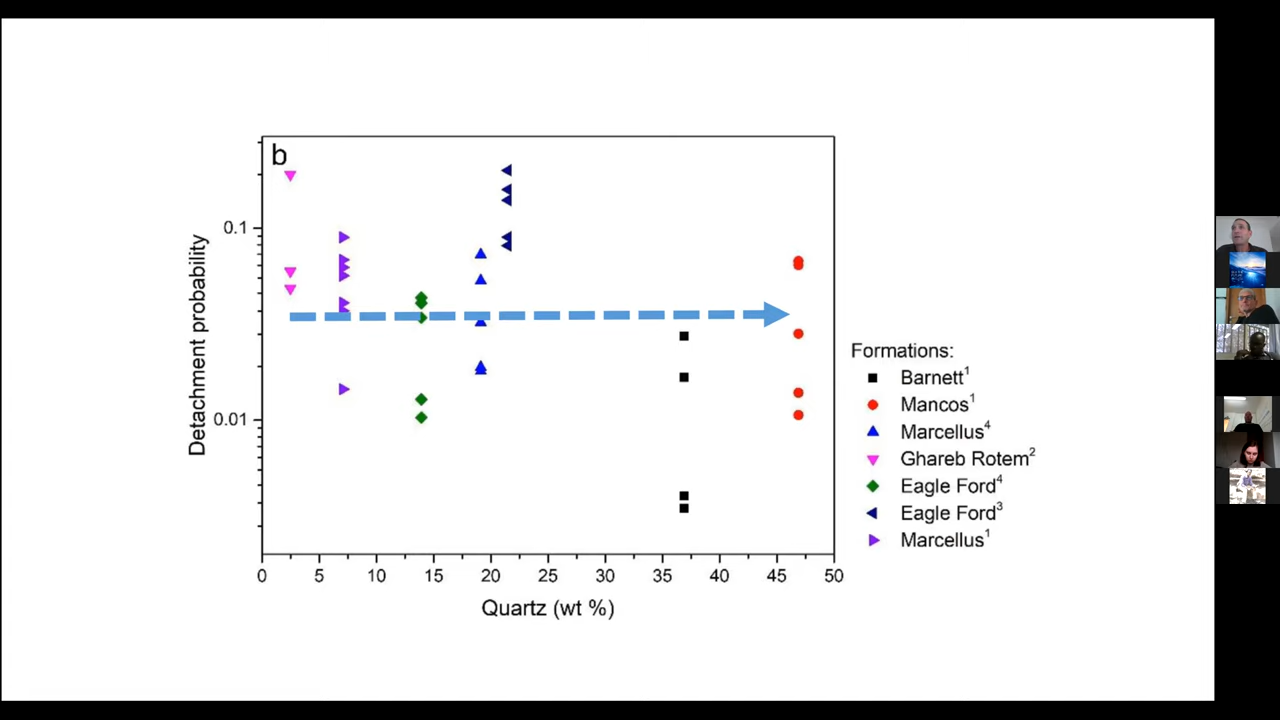 b
0.1
0.01
Detachment probability
0 5 10 15 20 25 30 35 40 45 50
Quartz (wt %)
Formations:
Barnett¹
Mancos¹
Marcellus⁴
Ghareb Rotem²
Eagle Ford⁴
Eagle Ford³
Marcellus¹